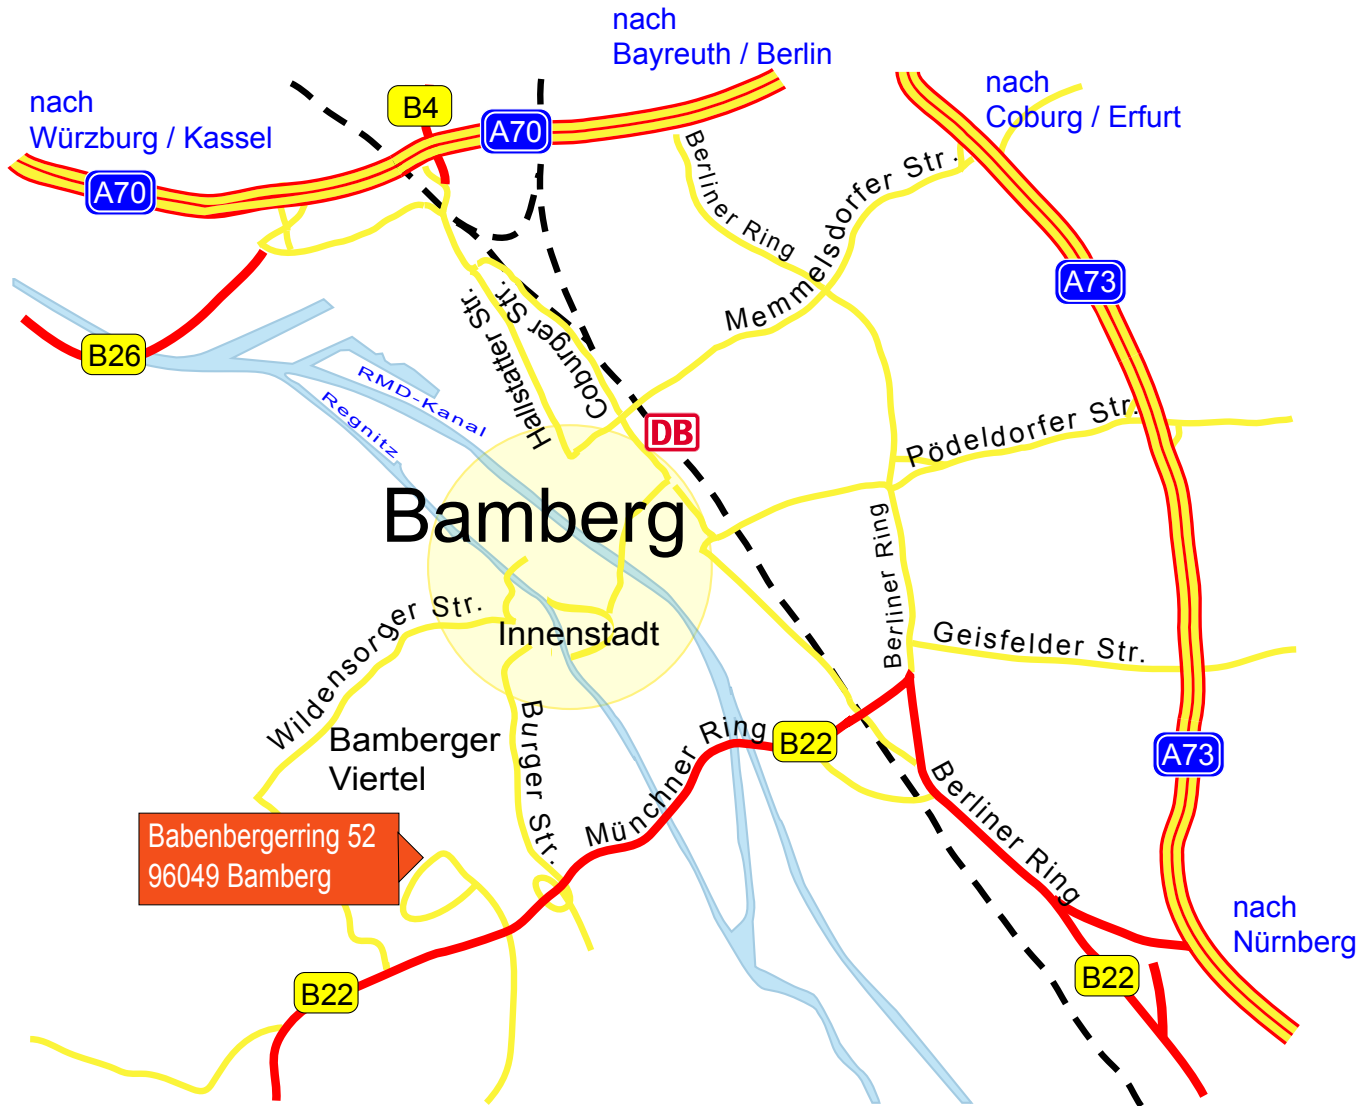 nach
Bayreuth / Berlin
nach
Würzburg / Kassel
B4
A70
nach
Coburg / Erfurt
A70
Berliner Ring
Memmelsdorfer Str.
A73
B26
Hallstatter Str.
Coburger Str.
RMD-Kanal
Regnitz
DB
Pödeldorfer Str.
Bamberg
Berliner Ring
Wildensorger Str.
Innenstadt
Geisfelder Str.
Bamberger
Viertel
Burger Str.
Münchner Ring
B22
A73
Berliner Ring
Babenbergerring 52
96049 Bamberg
nach
Nürnberg
B22
B22